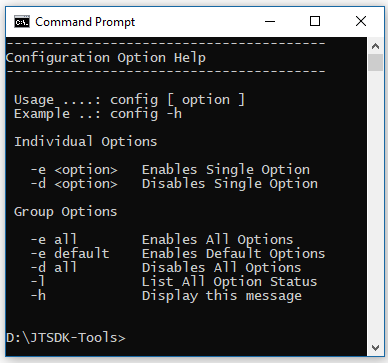 Command Prompt
----------------------------------------
Configuration Option Help
----------------------------------------
Usage ....: config [ option ]
Example ..: config -h
Individual Options
-e <option>   Enables Single Option
-d <option>   Disables Single Option
Group Options
-e all        Enables All Options
-e default    Enables Default Options
-d all        Disables All Options
-l            List All Option Status
-h            Display this message
D:\JTSDK-Tools>